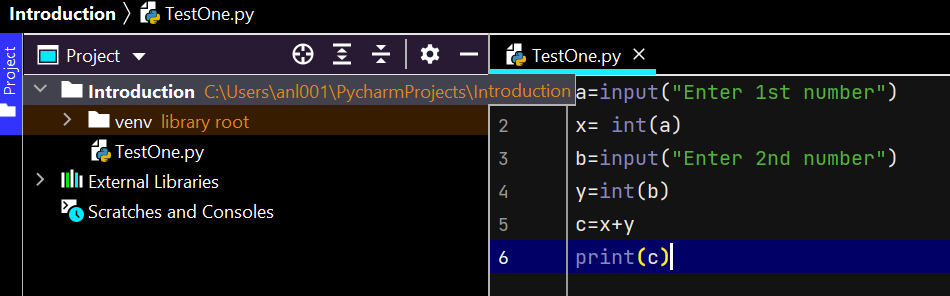 Introduction › TestOne.py
Project
Project
TestOne.py ×
Introduction C:\Users\anl001\PycharmProjects\Introduction
a=input("Enter 1st number")
venv library root
2 x= int(a)
TestOne.py
3 b=input("Enter 2nd number")
External Libraries
4 y=int(b)
Scratches and Consoles
5 c=x+y
6 print(c)